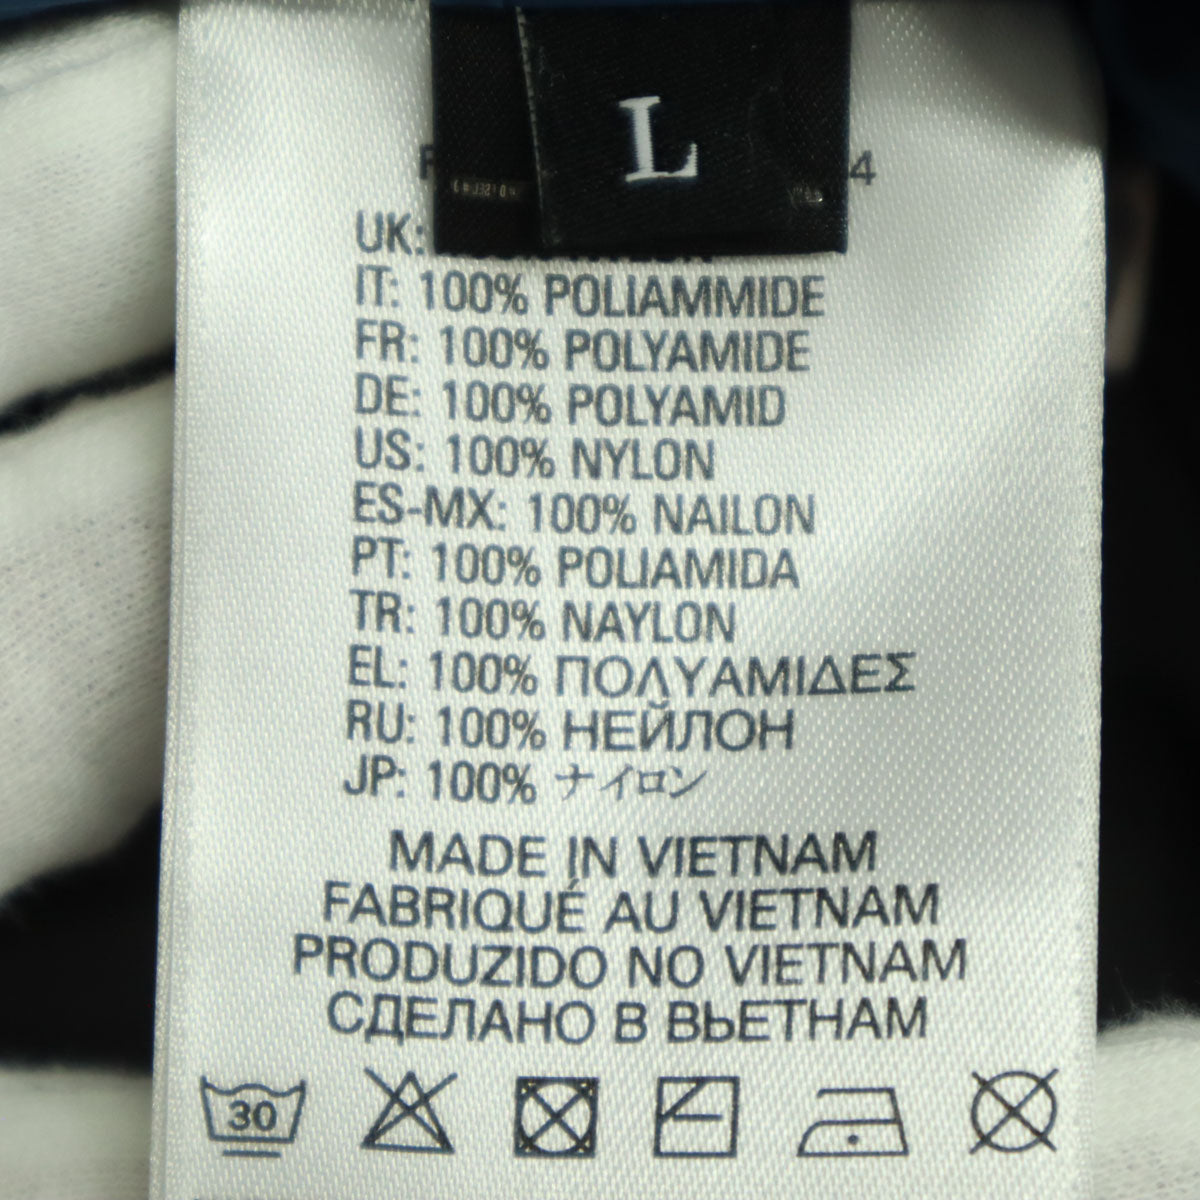 L
4
UK:
IT: 100% POLIAMMIDE
FR: 100% POLYAMIDE
DE: 100% POLYAMID
US: 100% NYLON
ES-MX: 100% NAILON
PT: 100% POLIAMIDA
TR: 100% NAYLON
EL: 100% ΠΟΛΥΑΜΙΔΕΣ
RU: 100% НЕЙЛОН
JP: 100% ナイロン
MADE IN VIETNAM
FABRIQUÉ AU VIETNAM
PRODUZIDO NO VIETNAM
СДЕЛАНО В ВЬЕТНАМ
30